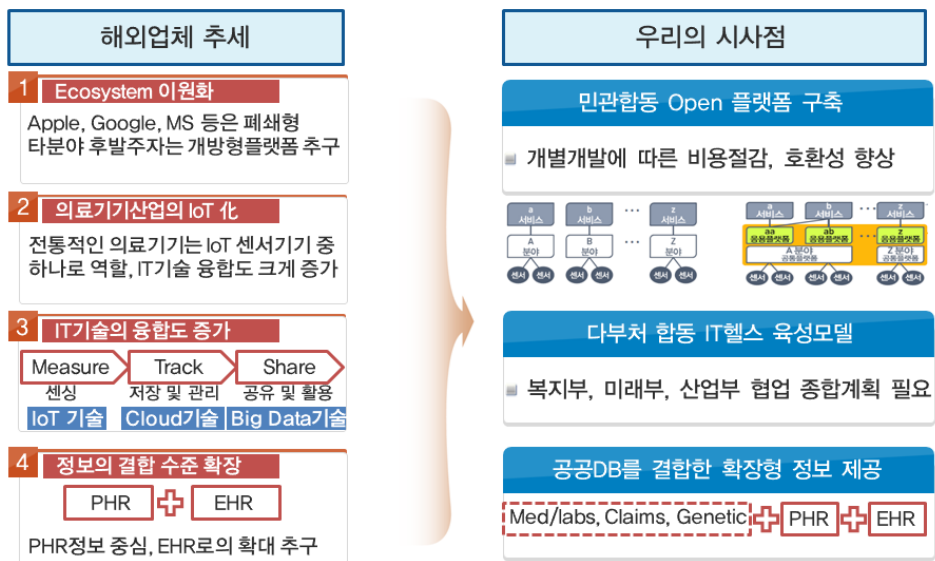 해외업체 추세
1 Ecosystem 이원화
Apple, Google, MS 등은 폐쇄형
타분야 후발주자는 개방형플랫폼 추구
2 의료기기산업의 IoT 化
전통적인 의료기기는 IoT 센서기기 중
하나로 역할, IT기술 융합도 크게 증가
3 IT기술의 융합도 증가
Measure Track Share
센싱 저장 및 관리 공유 및 활용
IoT 기술 Cloud기술 Big Data기술
4 정보의 결합 수준 확장
PHR + EHR
PHR정보 중심, EHR로의 확대 추구
우리의 시사점
민관합동 Open 플랫폼 구축
개별개발에 따른 비용절감, 호환성 향상
a 서비스
b 서비스
...
z 서비스
A 분야
B 분야
...
Z 분야
센서 센서 센서 센서 센서 센서
a 서비스
b 서비스
...
z 서비스
aa 응용플랫폼
ab 응용플랫폼
z 응용플랫폼
A 분야 공통플랫폼
...
Z 분야 공통플랫폼
센서 센서 센서 센서 센서 센서
다부처 합동 IT헬스 육성모델
복지부, 미래부, 산업부 협업 종합계획 필요
공공DB를 결합한 확장형 정보 제공
Med/labs, Claims, Genetic + PHR + EHR